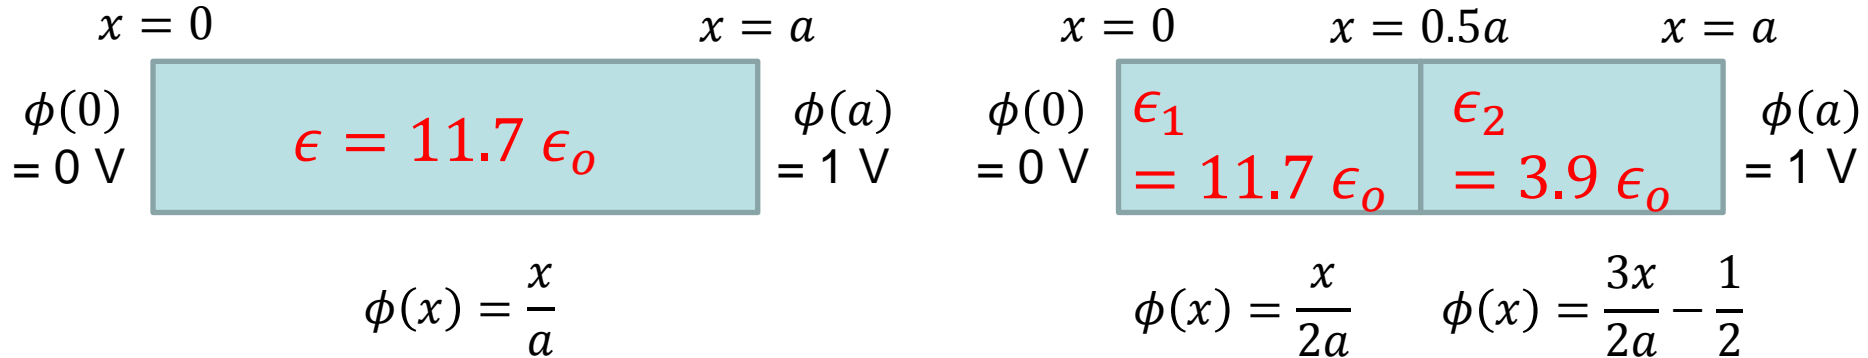 x = 0
x = a
ϕ(0)
= 0 V
ϵ = 11.7 ϵₒ
ϕ(a)
= 1 V
ϕ(x) = x/a
x = 0
x = 0.5a
x = a
ϕ(0)
= 0 V
ϵ₁
= 11.7 ϵₒ
ϵ₂
= 3.9 ϵₒ
ϕ(a)
= 1 V
ϕ(x) = x/2a
ϕ(x) = 3x/2a − 1/2